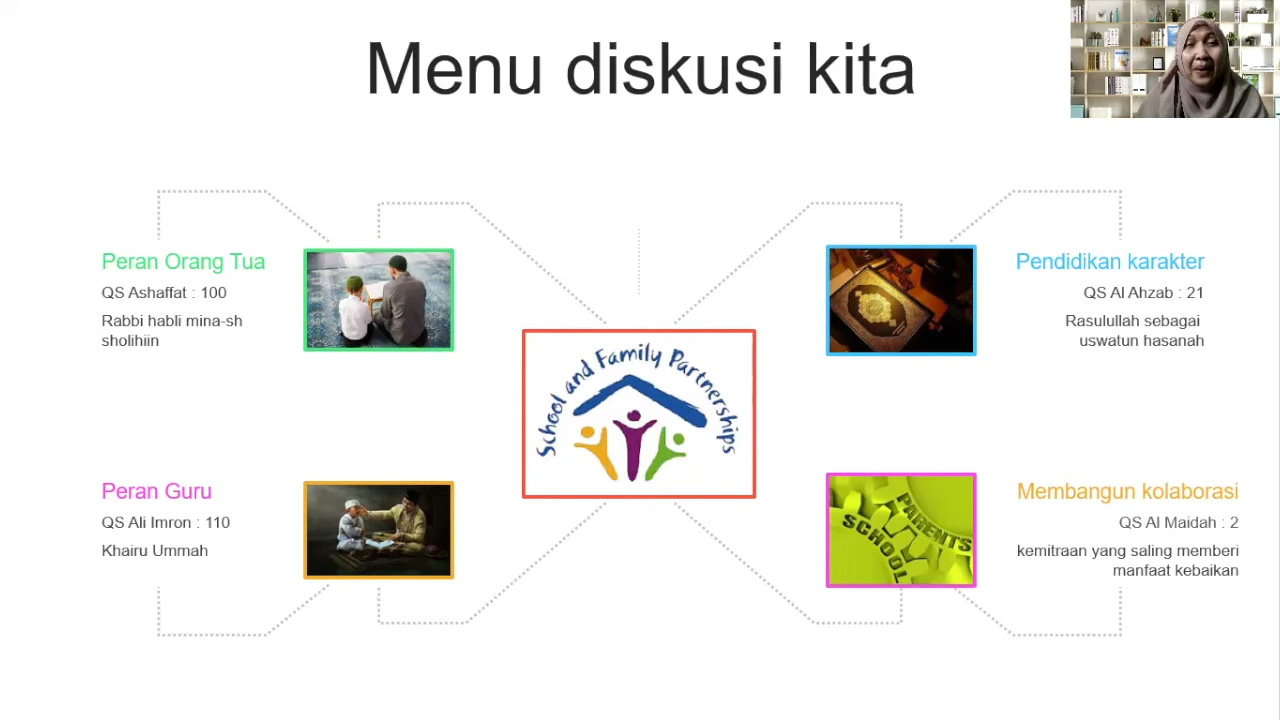 Menu diskusi kita
Peran Orang Tua
QS Ashaffat : 100
Rabbi habli mina-sh
sholihiin
Pendidikan karakter
QS Al Ahzab : 21
Rasulullah sebagai
uswatun hasanah
School and Family Partnerships
Peran Guru
QS Ali Imron : 110
Khairu Ummah
PARENTS
SCHOOL
Membangun kolaborasi
QS Al Maidah : 2
kemitraan yang saling memberi
manfaat kebaikan